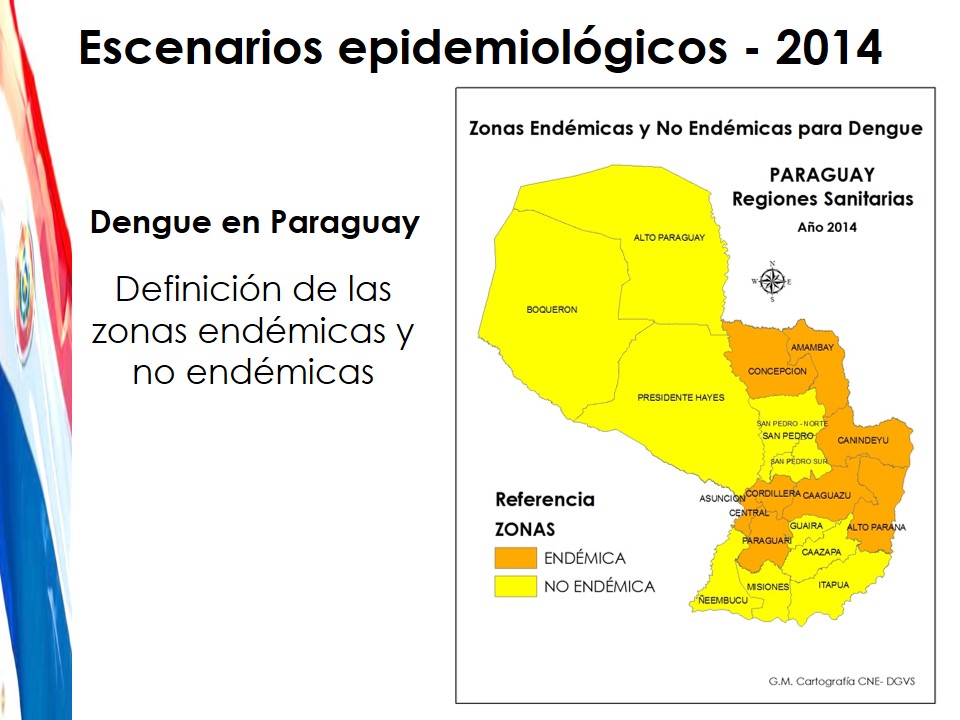 Escenarios epidemiológicos - 2014
Dengue en Paraguay
Definición de las
zonas endémicas y
no endémicas
Zonas Endémicas y No Endémicas para Dengue
PARAGUAY
Regiones Sanitarias
Año 2014
N
W
E
S
ALTO PARAGUAY
BOQUERON
AMAMBAY
CONCEPCION
PRESIDENTE HAYES
SAN PEDRO - NORTE
SAN PEDRO
CANINDEYU
SAN PEDRO SUR
CORDILLERA
ASUNCION
CAAGUAZU
CENTRAL
GUAIRA
ALTO PARANA
PARAGUARI
CAAZAPA
MISIONES
ITAPUA
ÑEEMBUCU
Referencia
ZONAS
ENDÉMICA
NO ENDÉMICA
G.M. Cartografía CNE- DGVS